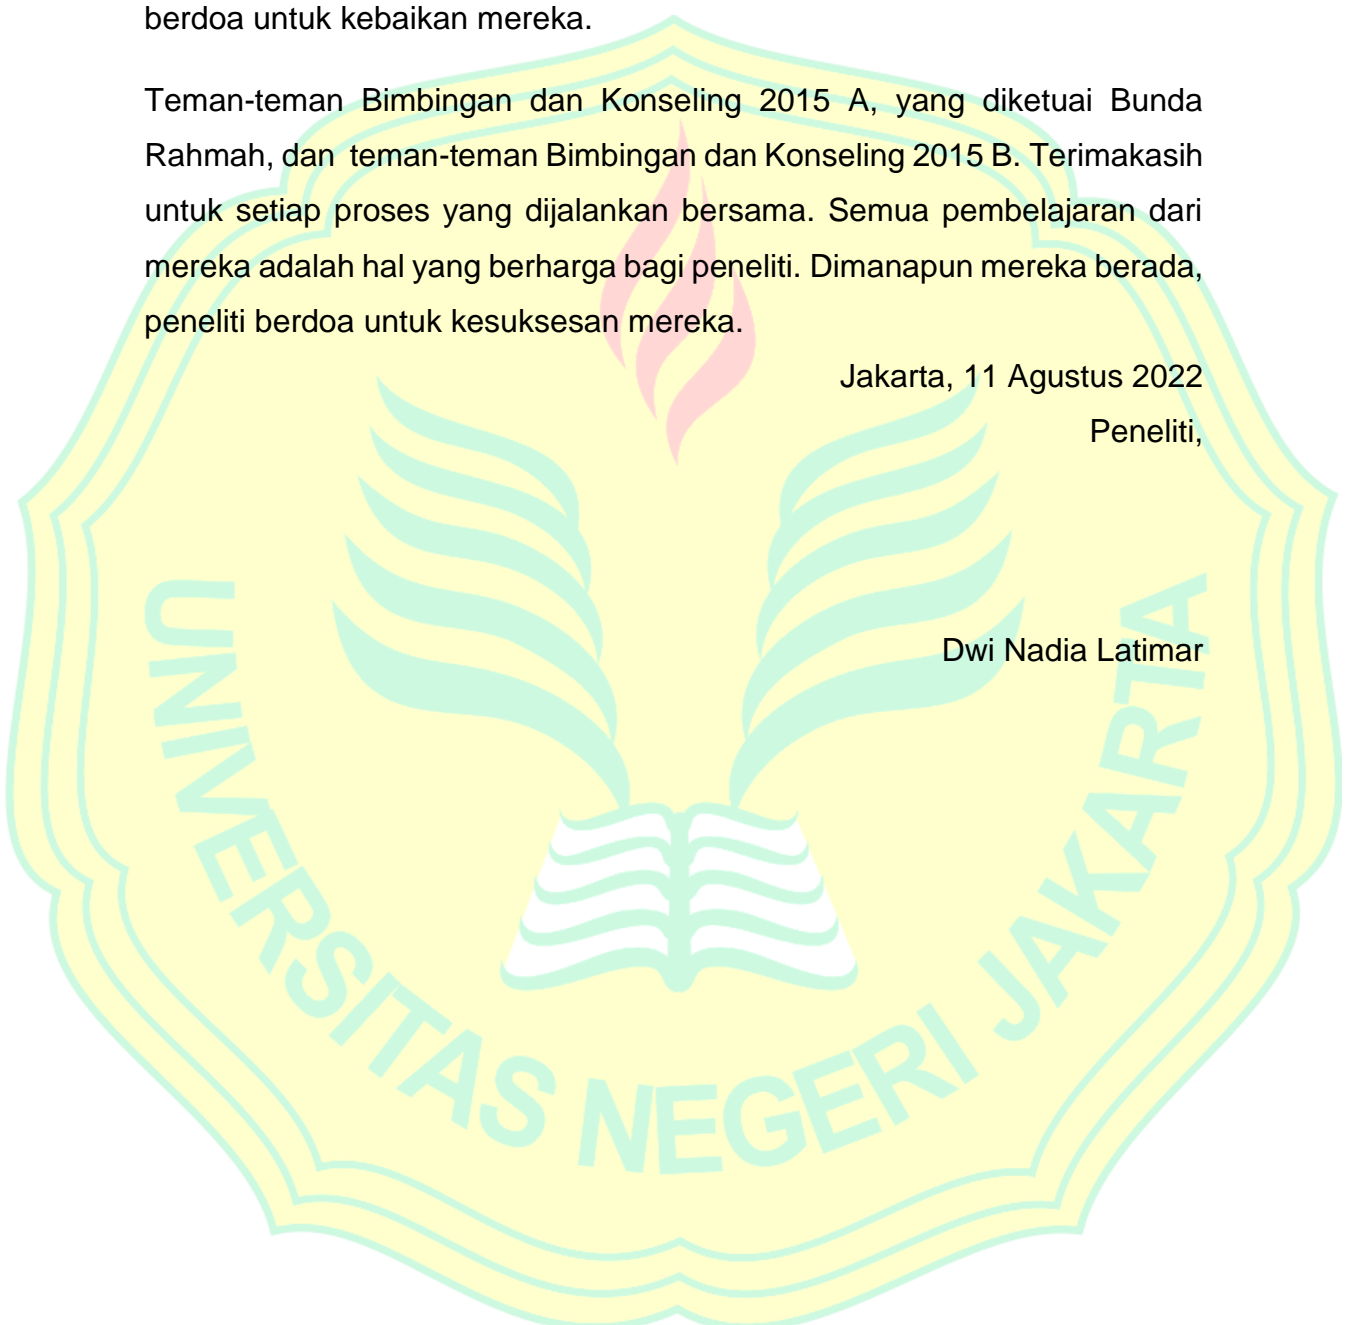 berdoa untuk kebaikan mereka.
Teman-teman Bimbingan dan Konseling 2015 A, yang diketuai Bunda
Rahmah, dan teman-teman Bimbingan dan Konseling 2015 B. Terimakasih
untuk setiap proses yang dijalankan bersama. Semua pembelajaran dari
mereka adalah hal yang berharga bagi peneliti. Dimanapun mereka berada,
peneliti berdoa untuk kesuksesan mereka.
Jakarta, 11 Agustus 2022
Peneliti,
Dwi Nadia Latimar
UNIVERSITAS NEGERI JAKARTA